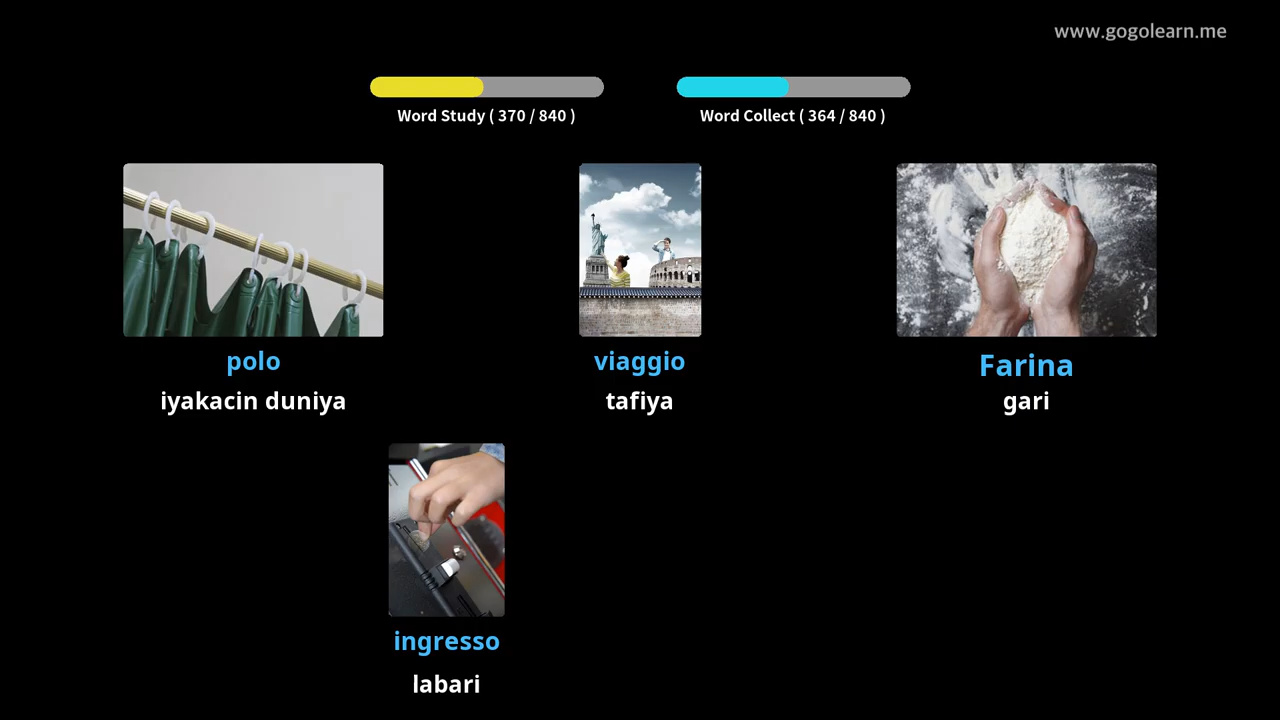 www.gogolearn.me
Word Study ( 370 / 840 )
Word Collect ( 364 / 840 )
polo
iyakacin duniya
viaggio
tafiya
Farina
gari
ingresso
labari